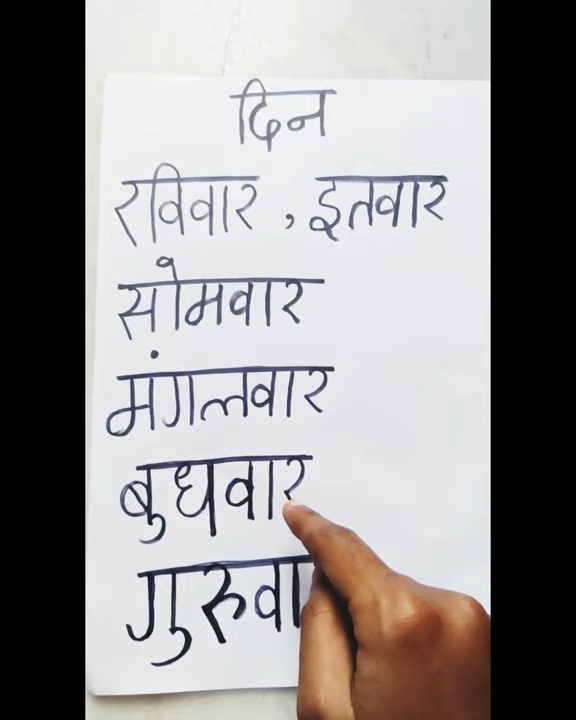 दिन
रविवार , इतवार
सोमवार
मंगलवार
बुधवार
गुरुवा